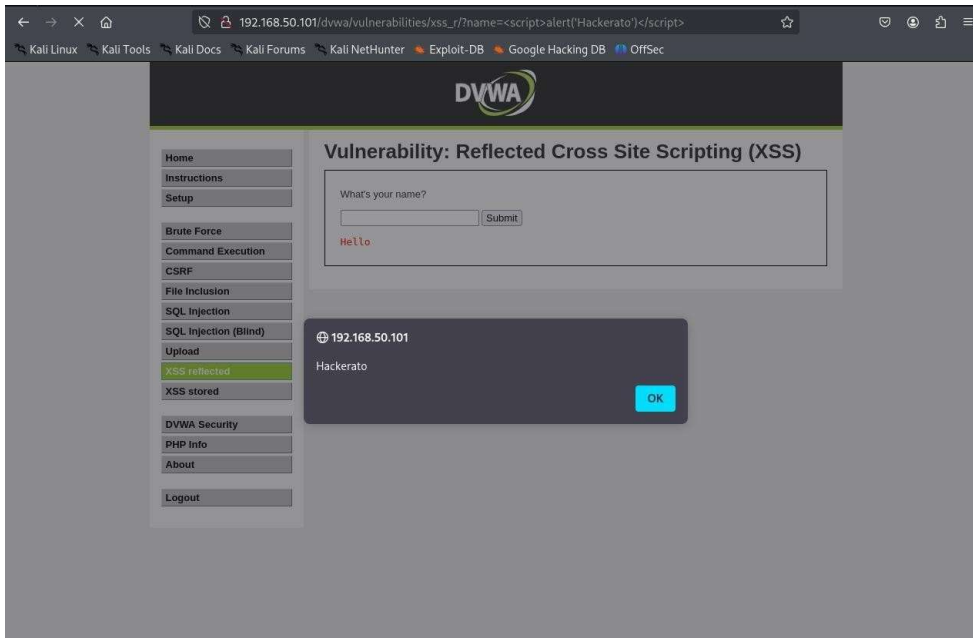 192.168.50.101/dvwa/vulnerabilities/xss_r/?name=<script>alert('Hackerato')</script>
Kali Linux Kali Tools Kali Docs Kali Forums Kali NetHunter Exploit-DB Google Hacking DB OffSec
DVWA
Home
Instructions
Setup
Brute Force
Command Execution
CSRF
File Inclusion
SQL Injection
SQL Injection (Blind)
Upload
XSS reflected
XSS stored
DVWA Security
PHP Info
About
Logout
Vulnerability: Reflected Cross Site Scripting (XSS)
What's your name?
Submit
Hello
192.168.50.101
Hackerato
OK